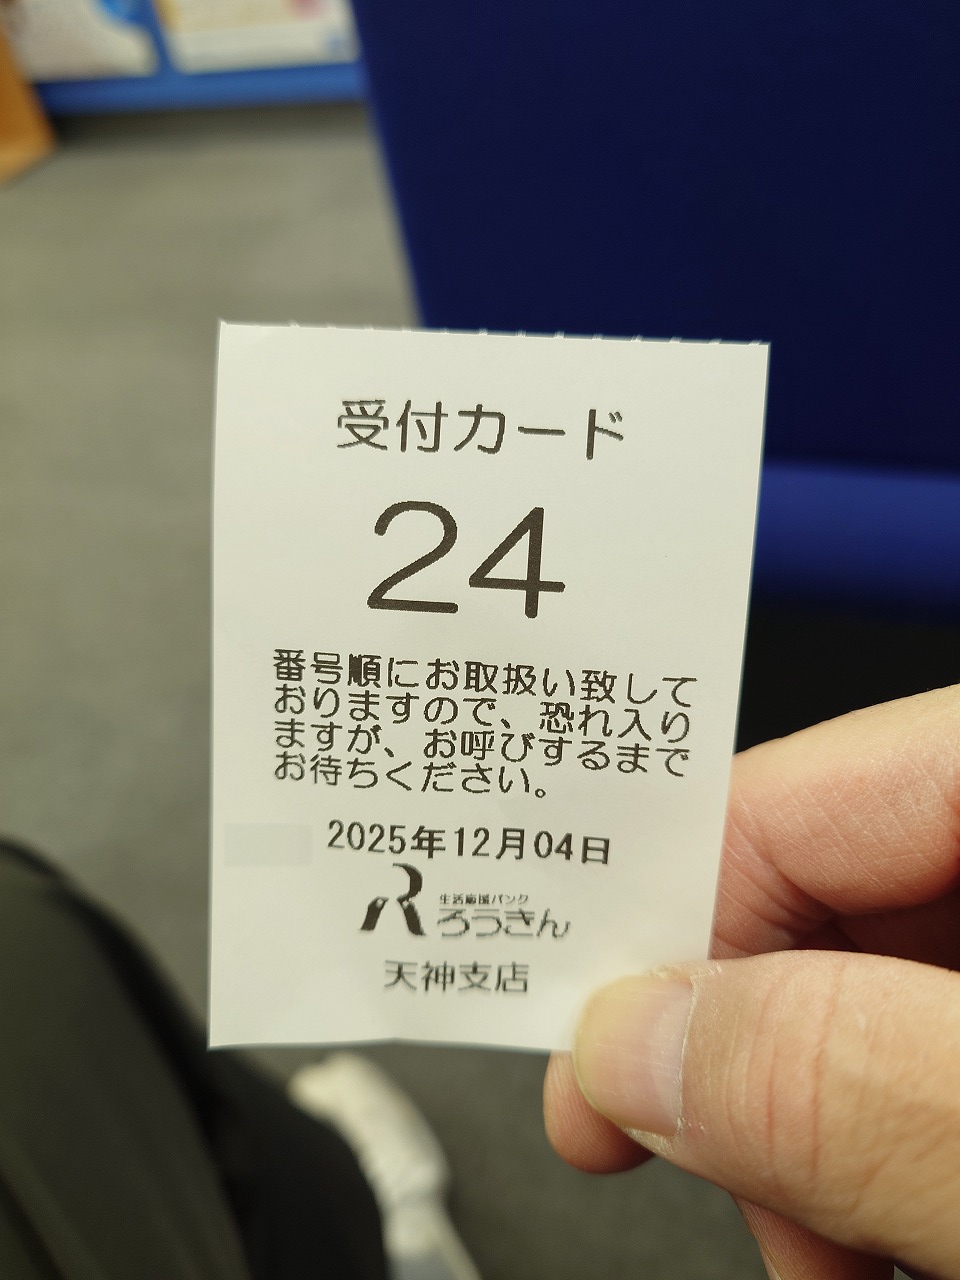 受付カード
24
番号順にお取扱い致して
おりますので、恐れ入り
ますが、お呼びするまで
お待ちください。
2025年12月04日
生活応援バンク
ろうきん
天神支店